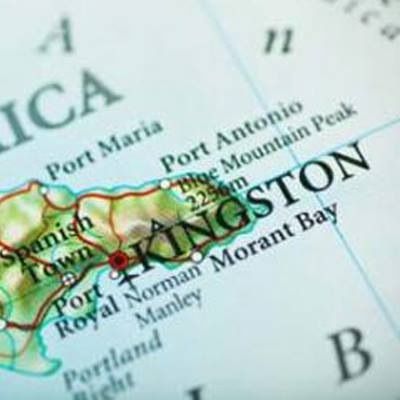 A
n
ICA
Port Maria
Port Antonio
Blue Mountain Peak
2256m
KINGSTON
Spanish
Town
Morant Bay
Port
Royal
Norman
Manley
Portland
Bight
B